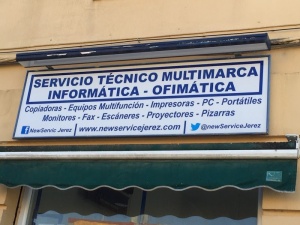 SERVICIO TÉCNICO MULTIMARCA
INFORMÁTICA - OFIMÁTICA
Copiadoras - Equipos Multifunción - Impresoras - PC - Portátiles
Monitores - Fax - Escáneres - Proyectores - Pizarras
f NewService Jerez www.newservicejerez.com @newServiceJerez